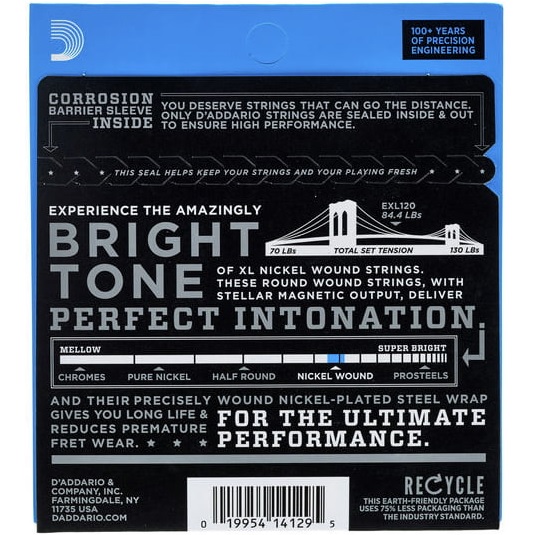 100+ YEARS
OF PRECISION
ENGINEERING
CORROSION
BARRIER SLEEVE
INSIDE
YOU DESERVE STRINGS THAT CAN GO THE DISTANCE.
ONLY D'ADDARIO STRINGS ARE SEALED INSIDE & OUT
TO ENSURE HIGH PERFORMANCE.
THIS SEAL HELPS KEEP YOUR STRINGS AND YOUR PLAYING FRESH
EXPERIENCE THE AMAZINGLY
BRIGHT
TONE
EXL120
84.4 LBs
70 LBs
TOTAL SET TENSION
130 LBs
OF XL NICKEL WOUND STRINGS.
THESE ROUND WOUND STRINGS, WITH
STELLAR MAGNETIC OUTPUT, DELIVER
PERFECT INTONATION.
MELLOW
SUPER BRIGHT
CHROMES
PURE NICKEL
HALF ROUND
NICKEL WOUND
PROSTEELS
AND THEIR PRECISELY WOUND NICKEL-PLATED STEEL WRAP
GIVES YOU LONG LIFE &
REDUCES PREMATURE
FRET WEAR.
FOR THE ULTIMATE
PERFORMANCE.
D'ADDARIO &
COMPANY, INC.
FARMINGDALE, NY
11735 USA
DADDARIO.COM
0 19954 14129 5
RECYCLE
THIS EARTH-FRIENDLY PACKAGE
USES 75% LESS PACKAGING THAN
THE INDUSTRY STANDARD.